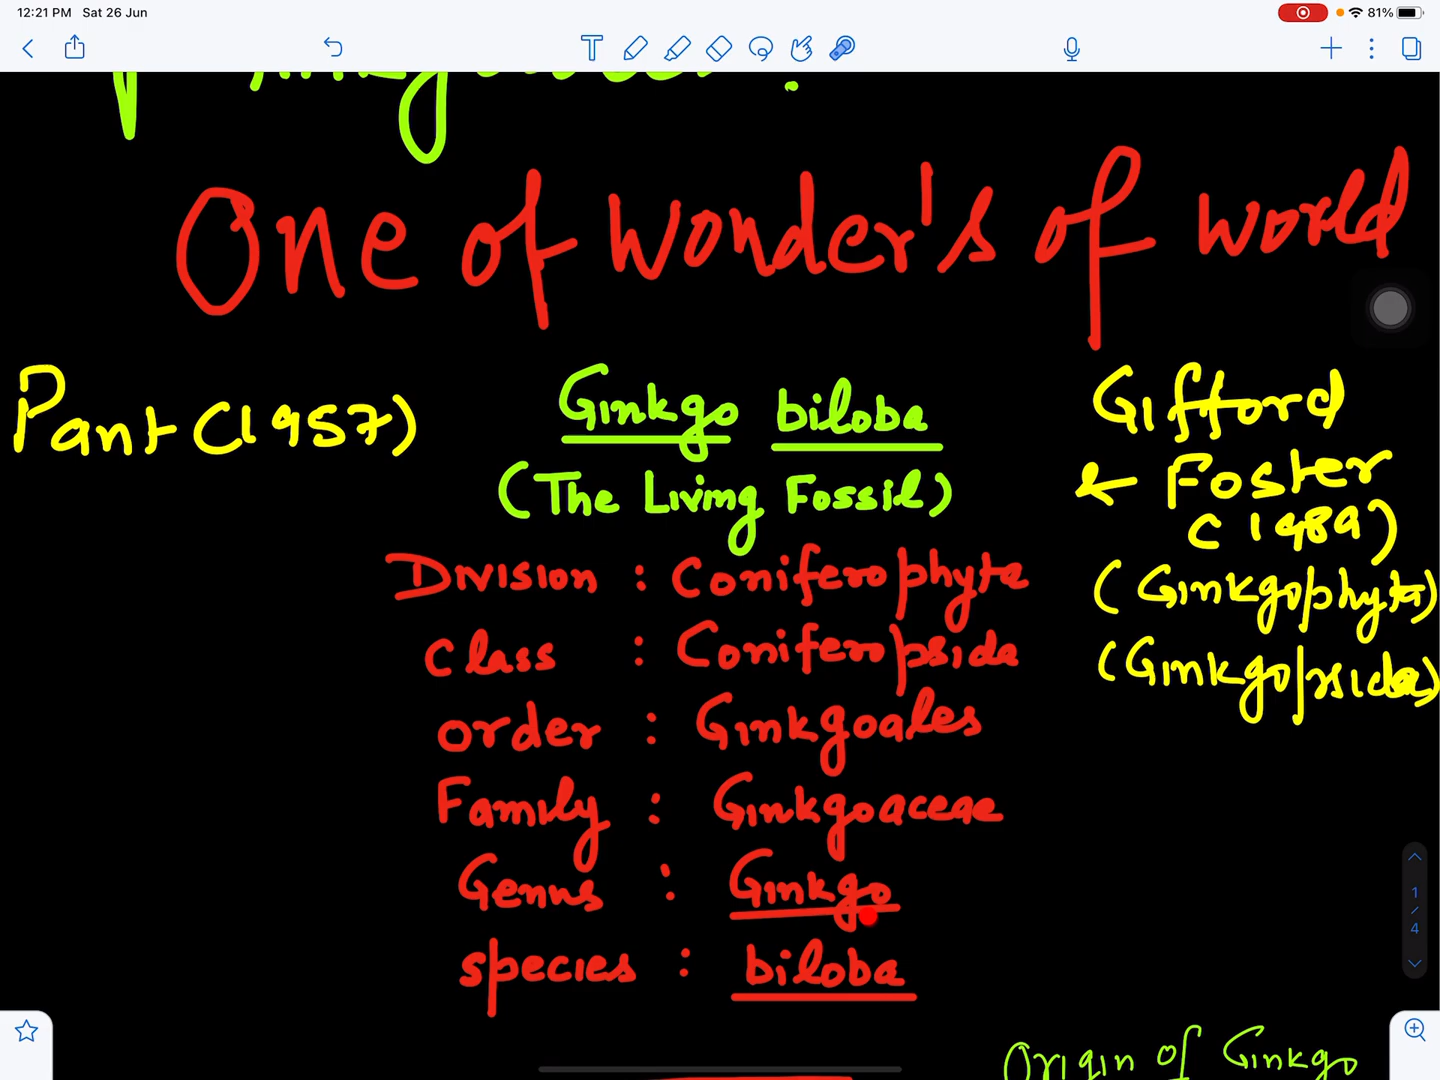 12:21 PM Sat 26 Jun
81%
T
One of Wonder's of world
Pant (1957)
Ginkgo biloba
(The Living Fossil)
Gifford
& Foster
(1989)
(Ginkgophyta)
(Ginkgopsida)
Division : Coniferophyta
Class : Coniferopsida
order : Ginkgoales
Family : Ginkgoaceae
Genus : Ginkgo
species : biloba
1
/
4
Origin of Ginkgo